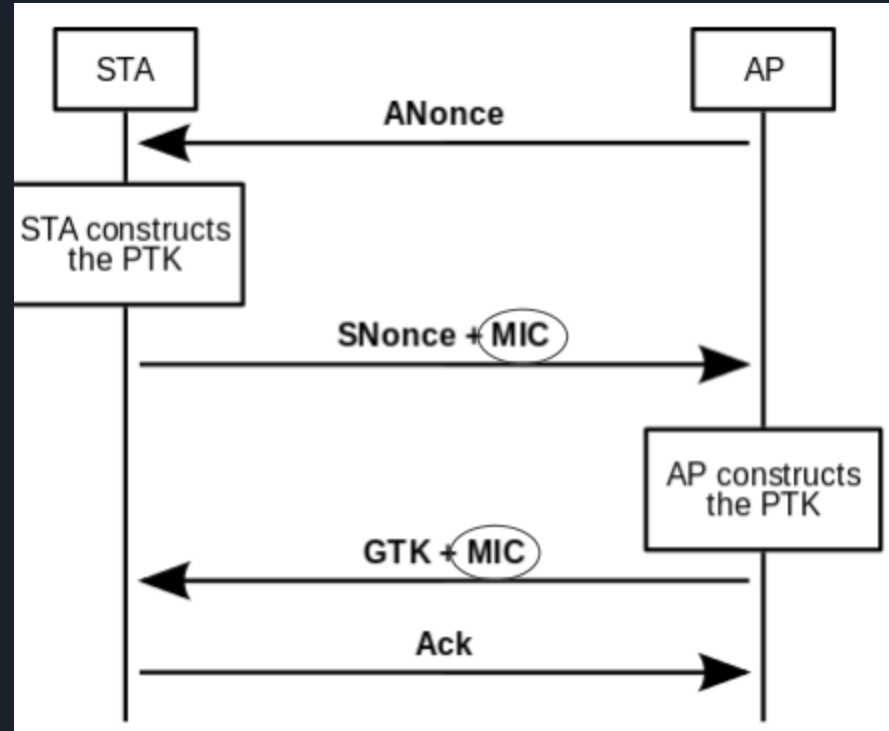 STA
AP
ANonce
STA constructs
the PTK
SNonce + MIC
AP constructs
the PTK
GTK + MIC
Ack